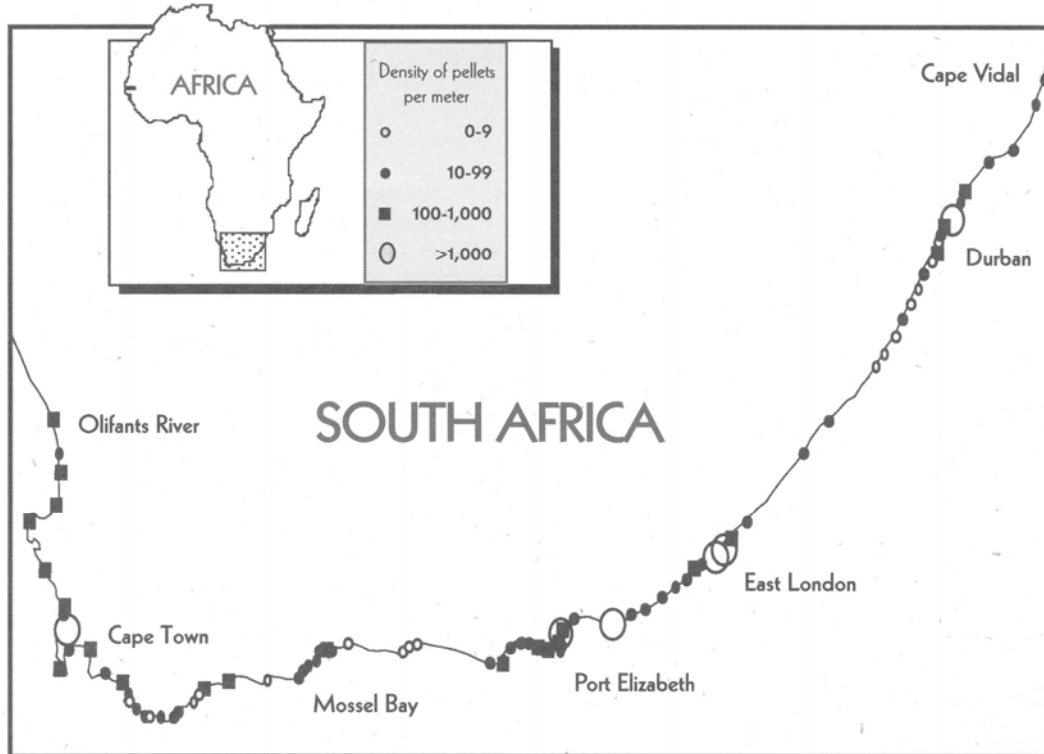 AFRICA
Density of pellets
per meter
0-9
10-99
100-1,000
>1,000
Cape Vidal
Durban
Olifants River
SOUTH AFRICA
East London
Cape Town
Port Elizabeth
Mossel Bay